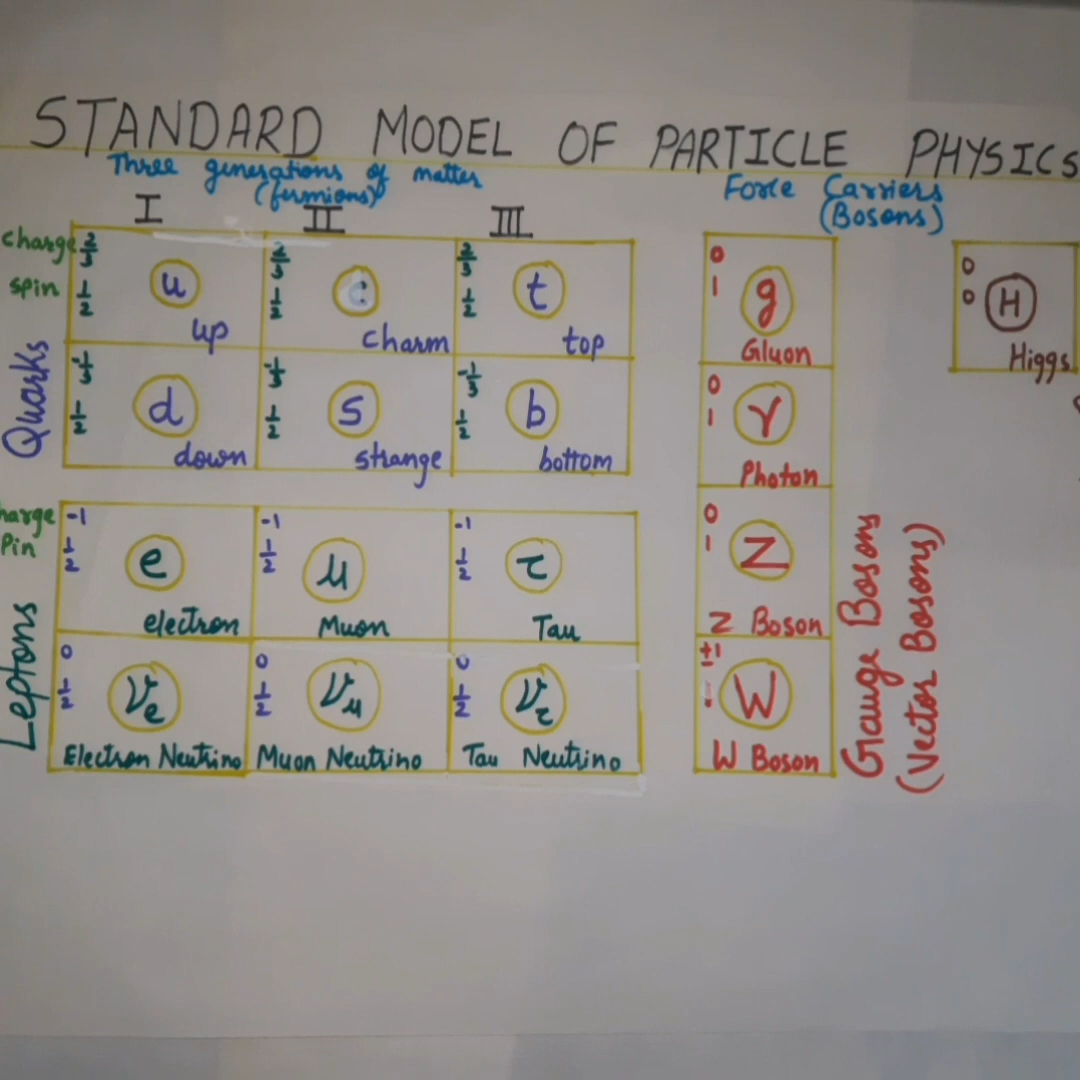 STANDARD MODEL OF PARTICLE PHYSICS
Three generations of matter
(fermions)
Force Carriers
(Bosons)
I II III
charge
spin
Quarks
2/3 1/2 u up
2/3 1/2 charm
2/3 1/2 t top
-1/3 1/2 d down
-1/3 1/2 s strange
-1/3 1/2 b bottom
Pin
Leptons
-1 1/2 e electron
-1 1/2 μ Muon
-1 1/2 τ Tau
0 1/2 νe Electron Neutrino
0 1/2 νμ Muon Neutrino
0 1/2 ντ Tau Neutrino
0 1 g Gluon
0 1 γ Photon
0 1 Z Z Boson
±1 1 W W Boson
Gauge Bosons
(Vector Bosons)
0 0 H Higgs